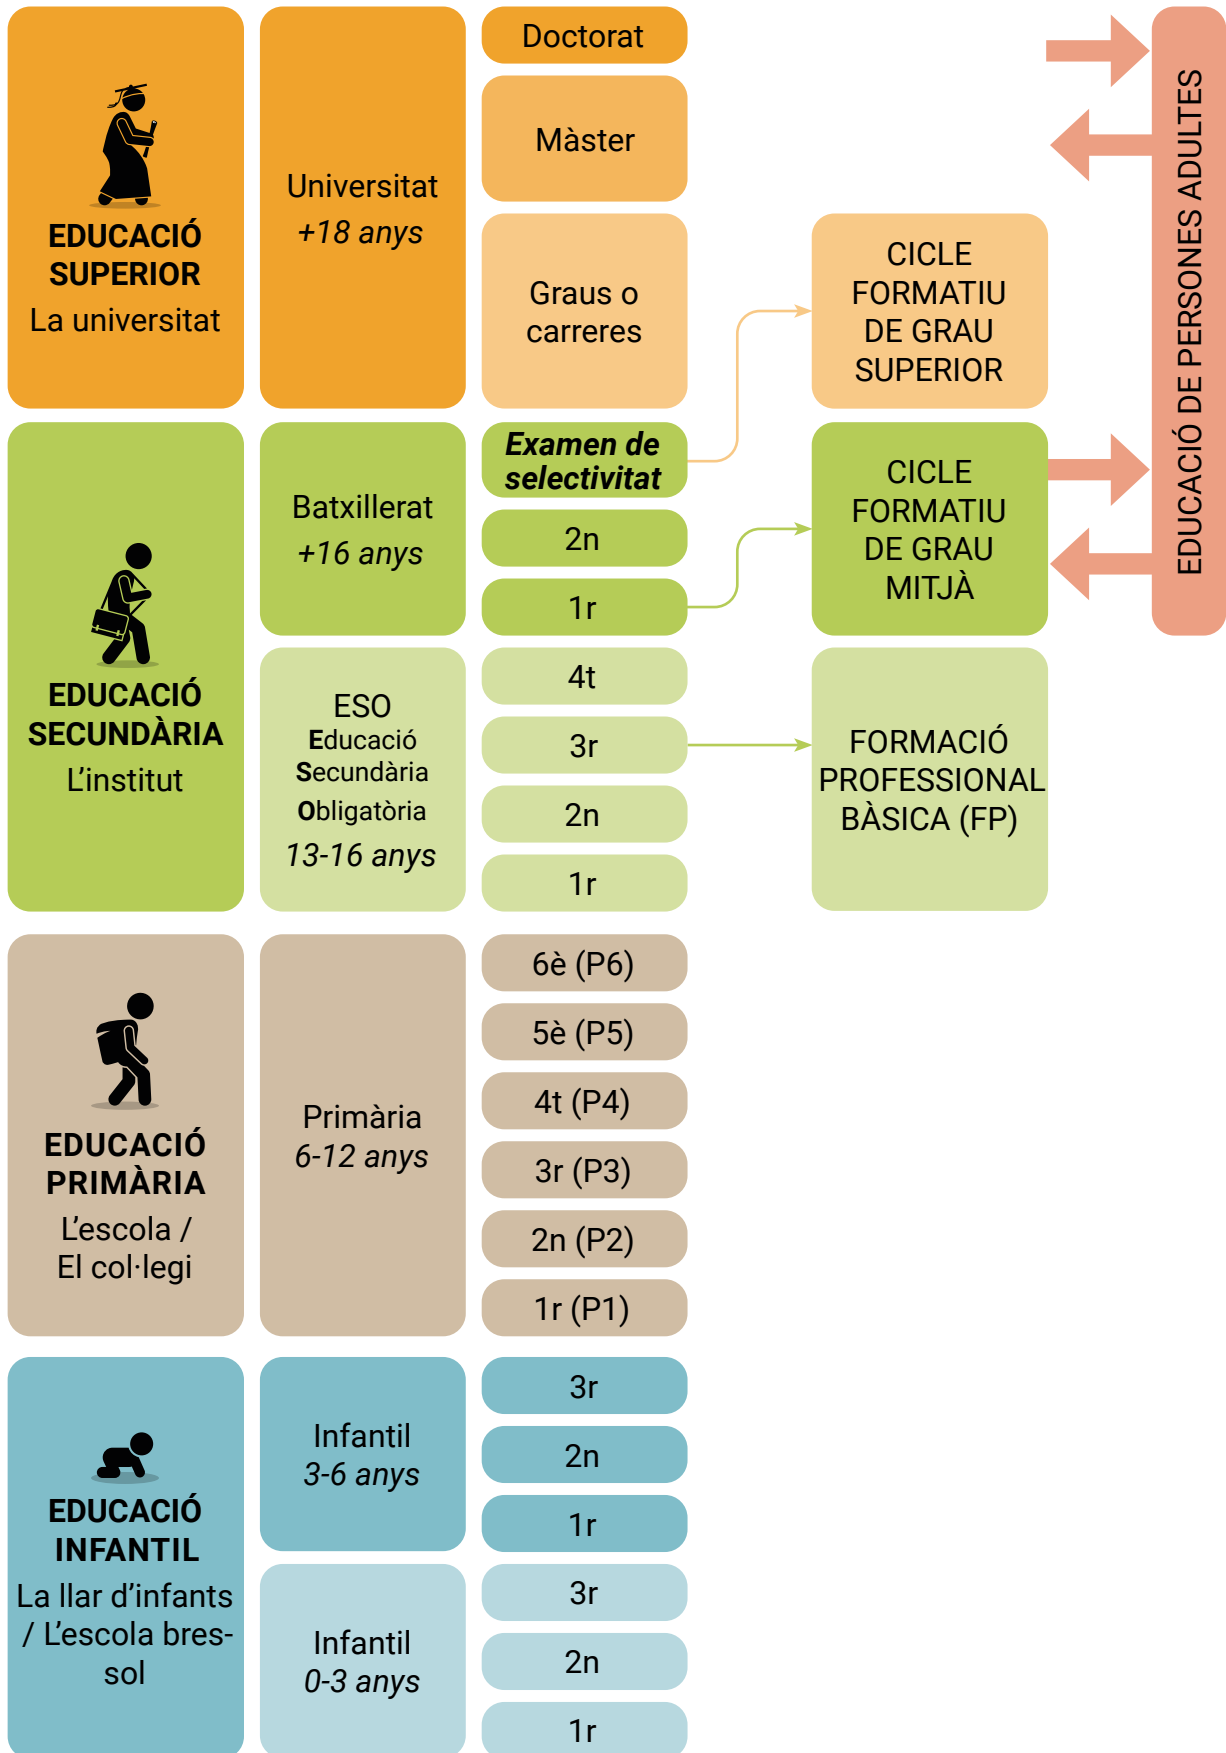 EDUCACIÓ
SUPERIOR
La universitat
Universitat
+18 anys
Doctorat
Màster
Graus o
carreres
CICLE
FORMATIU
DE GRAU
SUPERIOR
EDUCACIÓ DE PERSONES ADULTES
EDUCACIÓ
SECUNDÀRIA
L’institut
Batxillerat
+16 anys
Examen de
selectivitat
2n
1r
CICLE
FORMATIU
DE GRAU
MITJÀ
ESO
Educació
Secundària
Obligatòria
13-16 anys
4t
3r
2n
1r
FORMACIÓ
PROFESSIONAL
BÀSICA (FP)
EDUCACIÓ
PRIMÀRIA
L’escola /
El col·legi
Primària
6-12 anys
6è (P6)
5è (P5)
4t (P4)
3r (P3)
2n (P2)
1r (P1)
EDUCACIÓ
INFANTIL
La llar d’infants
/ L’escola bres-
sol
Infantil
3-6 anys
3r
2n
1r
Infantil
0-3 anys
3r
2n
1r